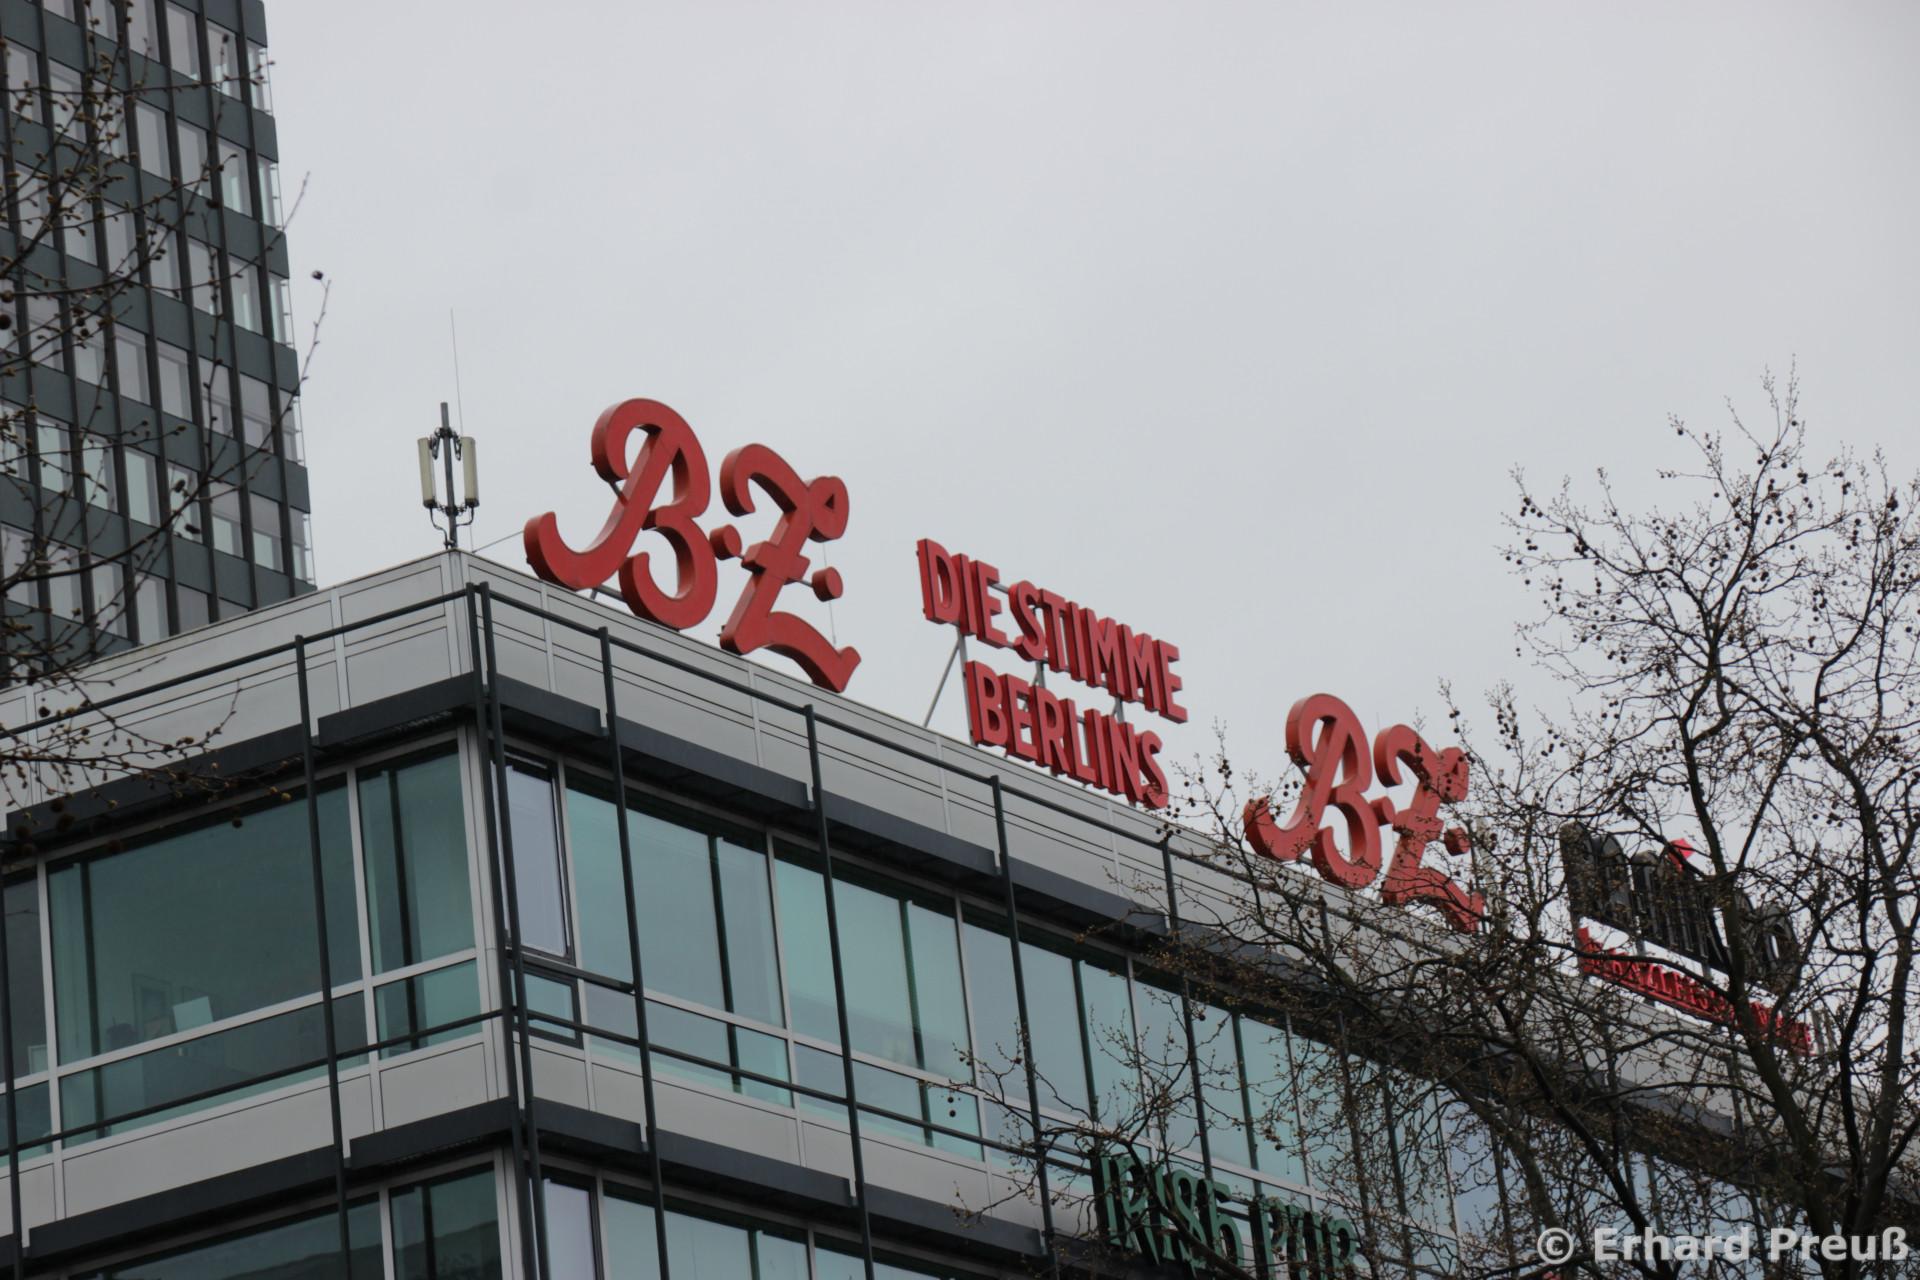 B.Z.
DIE STIMME
BERLINS
B.Z.
IRISH PUB
© Erhard Preuß